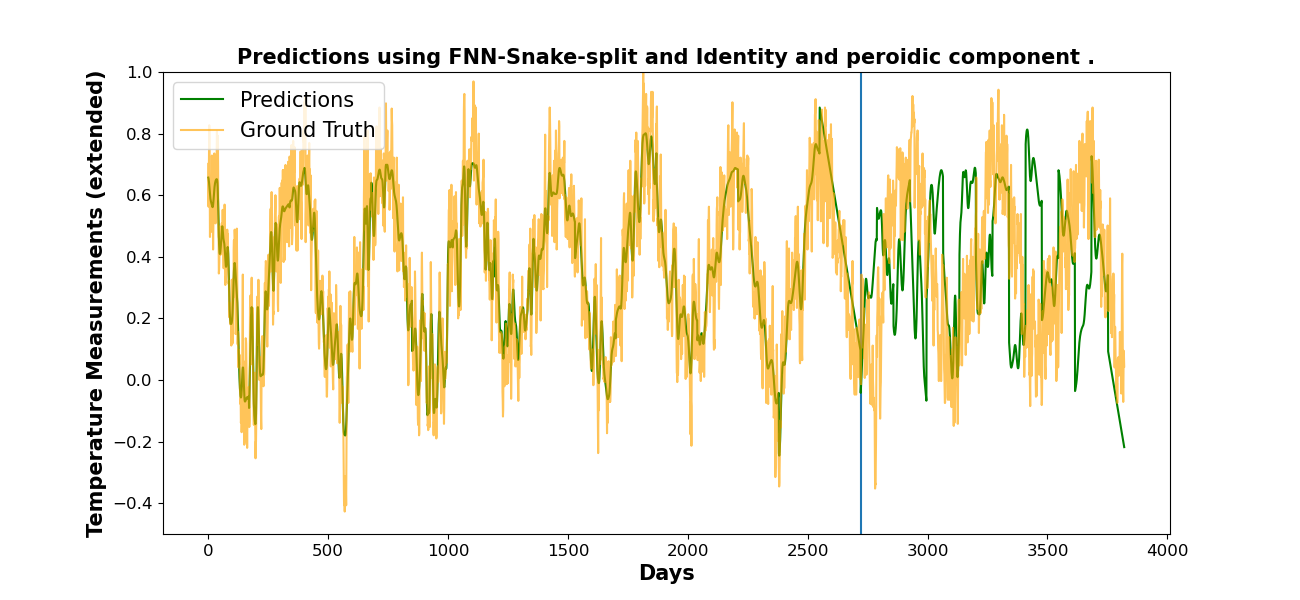 Predictions using FNN-Snake-split and Identity and peroidic component .
Temperature Measurements (extended)
1.0
0.8
0.6
0.4
0.2
0.0
−0.2
−0.4
Predictions
Ground Truth
0 500 1000 1500 2000 2500 3000 3500 4000
Days